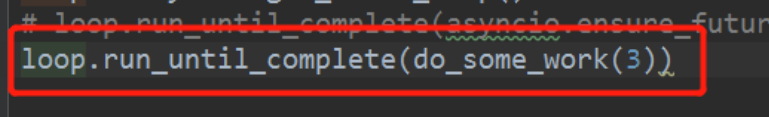 # loop.run_until_complete(asyncio.ensure_futur
loop.run_until_complete(do_some_work(3))